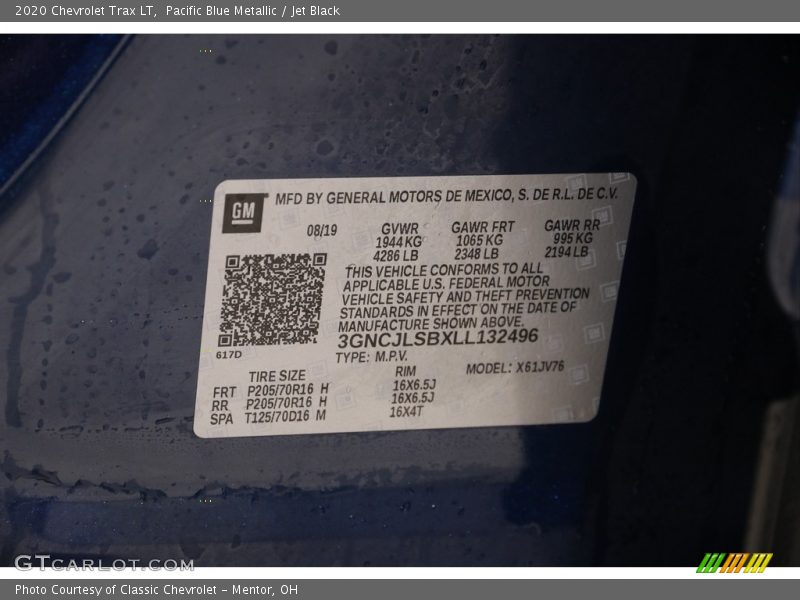 2020 Chevrolet Trax LT, Pacific Blue Metallic / Jet Black
GM MFD BY GENERAL MOTORS DE MEXICO, S. DE R.L. DE C.V.
08/19 GVWR GAWR FRT GAWR RR
1944 KG 1065 KG 995 KG
4286 LB 2348 LB 2194 LB
THIS VEHICLE CONFORMS TO ALL
APPLICABLE U.S. FEDERAL MOTOR
VEHICLE SAFETY AND THEFT PREVENTION
STANDARDS IN EFFECT ON THE DATE OF
MANUFACTURE SHOWN ABOVE.
3GNCJLSBXLL132496
617D TYPE: M.P.V. MODEL: X61JV76
TIRE SIZE RIM
FRT P205/70R16 H 16X6.5J
RR P205/70R16 H 16X6.5J
SPA T125/70D16 M 16X4T
GTCARLOT.COM
Photo Courtesy of Classic Chevrolet - Mentor, OH